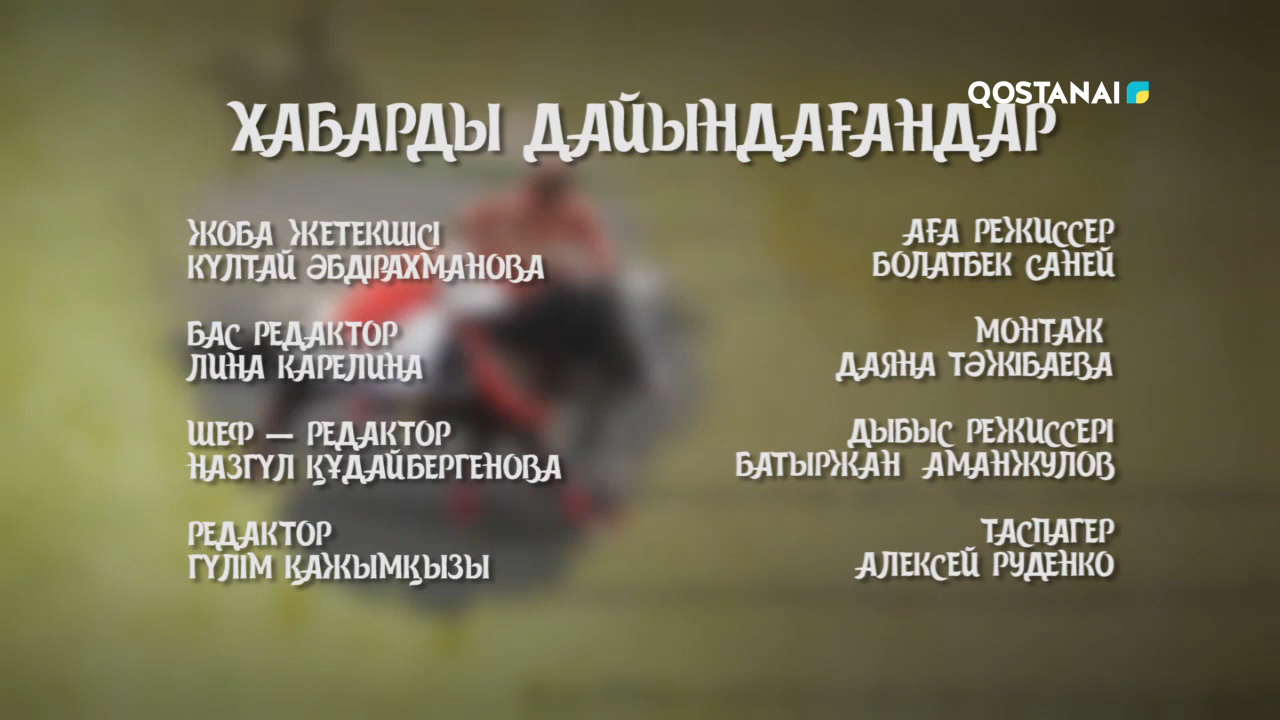 QOSTANAI
ХАБАРДЫ ДАЙЫНДАҒАНДАР
ЖОБА ЖЕТЕКШІСІ
КҮЛТАЙ ӘБДІРАХМАНОВА
БАС РЕДАКТОР
ЛИНА КАРЕЛИНА
ШЕФ — РЕДАКТОР
НАЗГҮЛ ҚҰДАЙБЕРГЕНОВА
РЕДАКТОР
ГҮЛІМ ҚАЖЫМҚЫЗЫ
АҒА РЕЖИССЕР
БОЛАТБЕК САНЕЙ
МОНТАЖ
ДАЯНА ТӘЖІБАЕВА
ДЫБЫС РЕЖИССЕРІ
БАТЫРЖАН АМАНЖУЛОВ
ТАСПАГЕР
АЛЕКСЕЙ РУДЕНКО